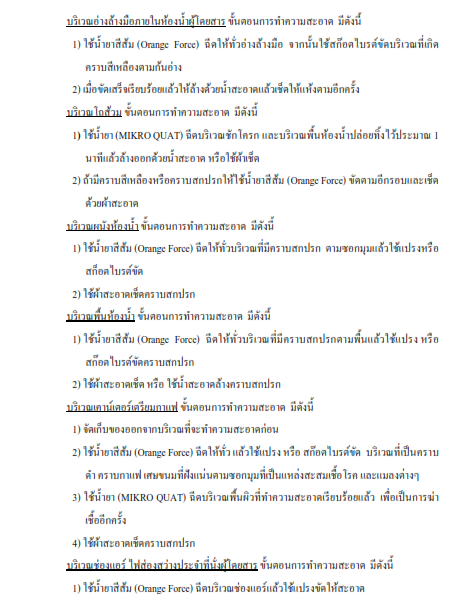 บริเวณอ่างล้างมือภายในห้องน้ำผู้โดยสาร ขั้นตอนการทำความสะอาด มีดังนี้
1) ใช้น้ำยาสีส้ม (Orange Force) ฉีดให้ทั่วอ่างล้างมือ จากนั้นใช้สก๊อตไบรต์ขัดบริเวณที่เกิด
คราบสีเหลืองตามก้นอ่าง
2) เมื่อขัดเสร็จเรียบร้อยแล้วให้ล้างด้วยน้ำสะอาดแล้วเช็ดให้แห้งตามอีกครั้ง
บริเวณโถส้วม ขั้นตอนการทำความสะอาด มีดังนี้
1) ใช้น้ำยา (MIKRO QUAT) ฉีดบริเวณชักโครก และบริเวณพื้นห้องน้ำปล่อยทิ้งไว้ประมาณ 1
นาทีแล้วล้างออกด้วยน้ำสะอาด หรือใช้ผ้าเช็ด
2) ถ้ามีคราบสีเหลืองหรือคราบสกปรกให้ใช้น้ำยาสีส้ม (Orange Force) ขัดตามอีกรอบและเช็ด
ด้วยผ้าสะอาด
บริเวณผนังห้องน้ำ ขั้นตอนการทำความสะอาด มีดังนี้
1) ใช้น้ำยาสีส้ม (Orange Force) ฉีดให้ทั่วบริเวณที่มีคราบสกปรก ตามซอกมุมแล้วใช้แปรงหรือ
สก๊อตไบรต์ขัด
2) ใช้ผ้าสะอาดเช็ดคราบสกปรก
บริเวณพื้นห้องน้ำ ขั้นตอนการทำความสะอาด มีดังนี้
1) ใช้น้ำยาสีส้ม (Orange Force) ฉีดให้ทั่วบริเวณที่มีคราบสกปรกตามพื้นแล้วใช้แปรง หรือ
สก๊อตไบรต์ขัดคราบสกปรก
2) ใช้ผ้าสะอาดเช็ด หรือ ใช้น้ำสะอาดล้างคราบสกปรก
บริเวณเคาน์เตอร์เตรียมกาแฟ ขั้นตอนการทำความสะอาด มีดังนี้
1) จัดเก็บของออกจากบริเวณที่จะทำความสะอาดก่อน
2) ใช้น้ำยาสีส้ม (Orange Force) ฉีดให้ทั่ว แล้วใช้แปรง หรือ สก๊อตไบรต์ขัด บริเวณที่เป็นคราบ
ดำ คราบกาแฟ เศษขนมที่ฝังแน่นตามซอกมุมที่เป็นแหล่งสะสมเชื้อโรค และแมลงต่างๆ
3) ใช้น้ำยา (MIKRO QUAT) ฉีดบริเวณพื้นผิวที่ทำความสะอาดเรียบร้อยแล้ว เพื่อเป็นการฆ่า
เชื้ออีกครั้ง
4) ใช้ผ้าสะอาดเช็ดคราบสกปรก
บริเวณช่องแอร์ ไฟส่องสว่างประจำที่นั่งผู้โดยสาร ขั้นตอนการทำความสะอาด มีดังนี้
1) ใช้น้ำยาสีส้ม (Orange Force) ฉีดบริเวณช่องแอร์แล้วใช้แปรงขัดให้สะอาด